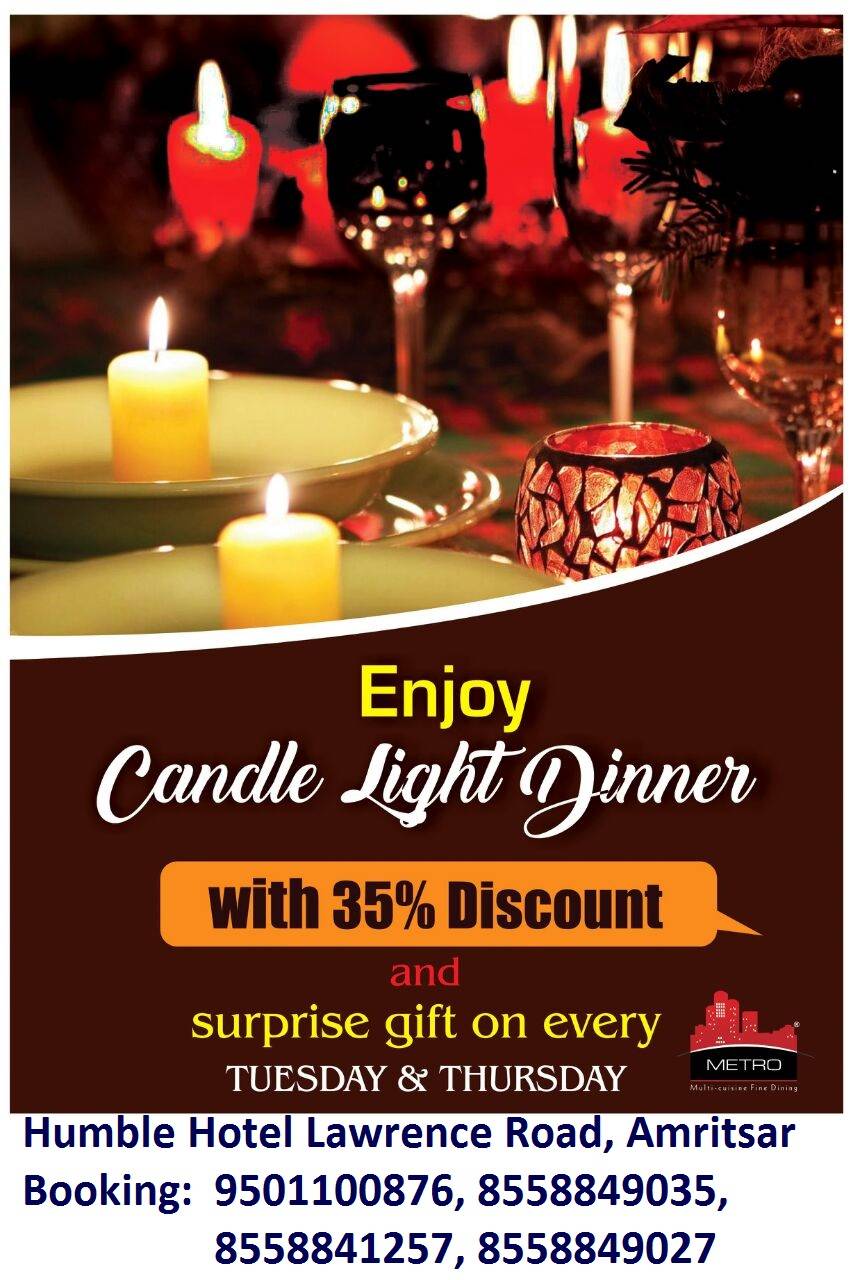 Enjoy
Candle Light Dinner
with 35% Discount
and
surprise gift on every
TUESDAY & THURSDAY
®
METRO
Multi-cuisine Fine Dining
Humble Hotel Lawrence Road, Amritsar
Booking: 9501100876, 8558849035,
8558841257, 8558849027